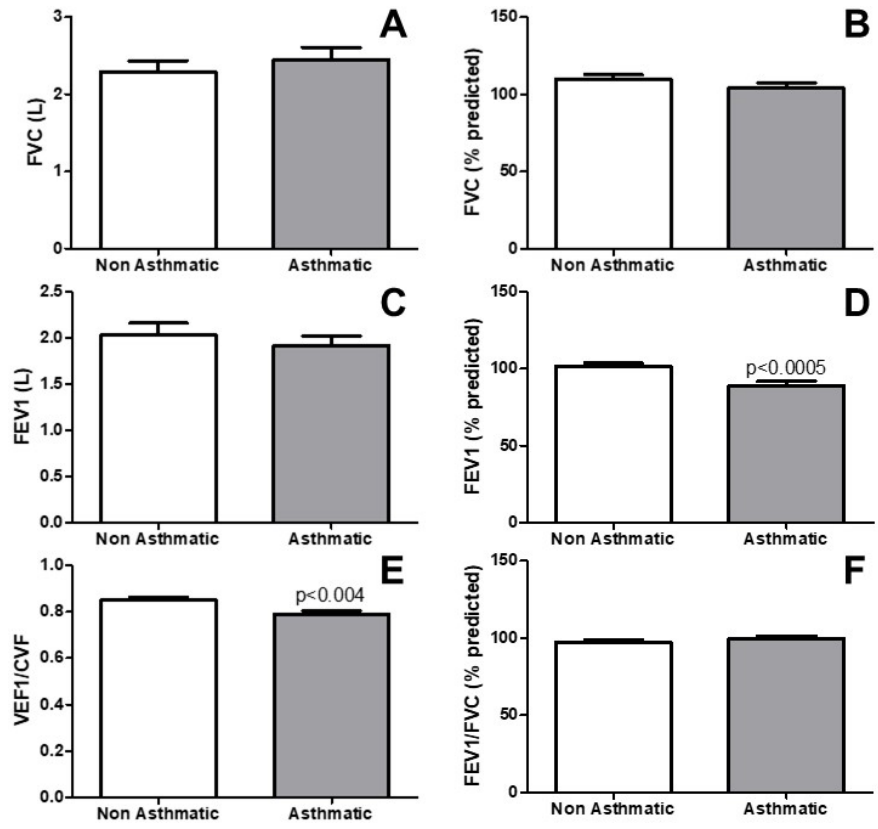 A
FVC (L)
3
2
1
0
Non Asthmatic
Asthmatic
B
FVC (% predicted)
150
100
50
0
Non Asthmatic
Asthmatic
C
FEV1 (L)
2.5
2.0
1.5
1.0
0.5
0.0
Non Asthmatic
Asthmatic
D
FEV1 (% predicted)
150
100
50
0
p<0.0005
Non Asthmatic
Asthmatic
E
VEF1/CVF
1.0
0.8
0.6
0.4
0.2
0.0
p<0.004
Non Asthmatic
Asthmatic
F
FEV1/FVC (% predicted)
150
100
50
0
Non Asthmatic
Asthmatic